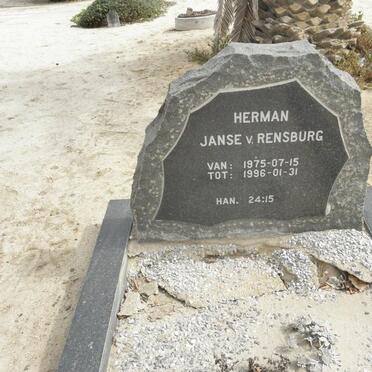 HERMAN
JANSE v. RENSBURG
VAN: 1975-07-15
TOT: 1996-01-31
HAN. 24:15